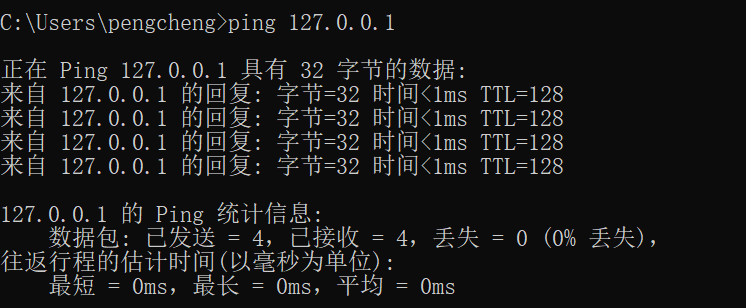 C:\Users\pengcheng>ping 127.0.0.1
正在 Ping 127.0.0.1 具有 32 字节的数据:
来自 127.0.0.1 的回复: 字节=32 时间<1ms TTL=128
来自 127.0.0.1 的回复: 字节=32 时间<1ms TTL=128
来自 127.0.0.1 的回复: 字节=32 时间<1ms TTL=128
来自 127.0.0.1 的回复: 字节=32 时间<1ms TTL=128
127.0.0.1 的 Ping 统计信息:
数据包: 已发送 = 4，已接收 = 4，丢失 = 0 (0% 丢失)，
往返行程的估计时间(以毫秒为单位):
最短 = 0ms，最长 = 0ms，平均 = 0ms